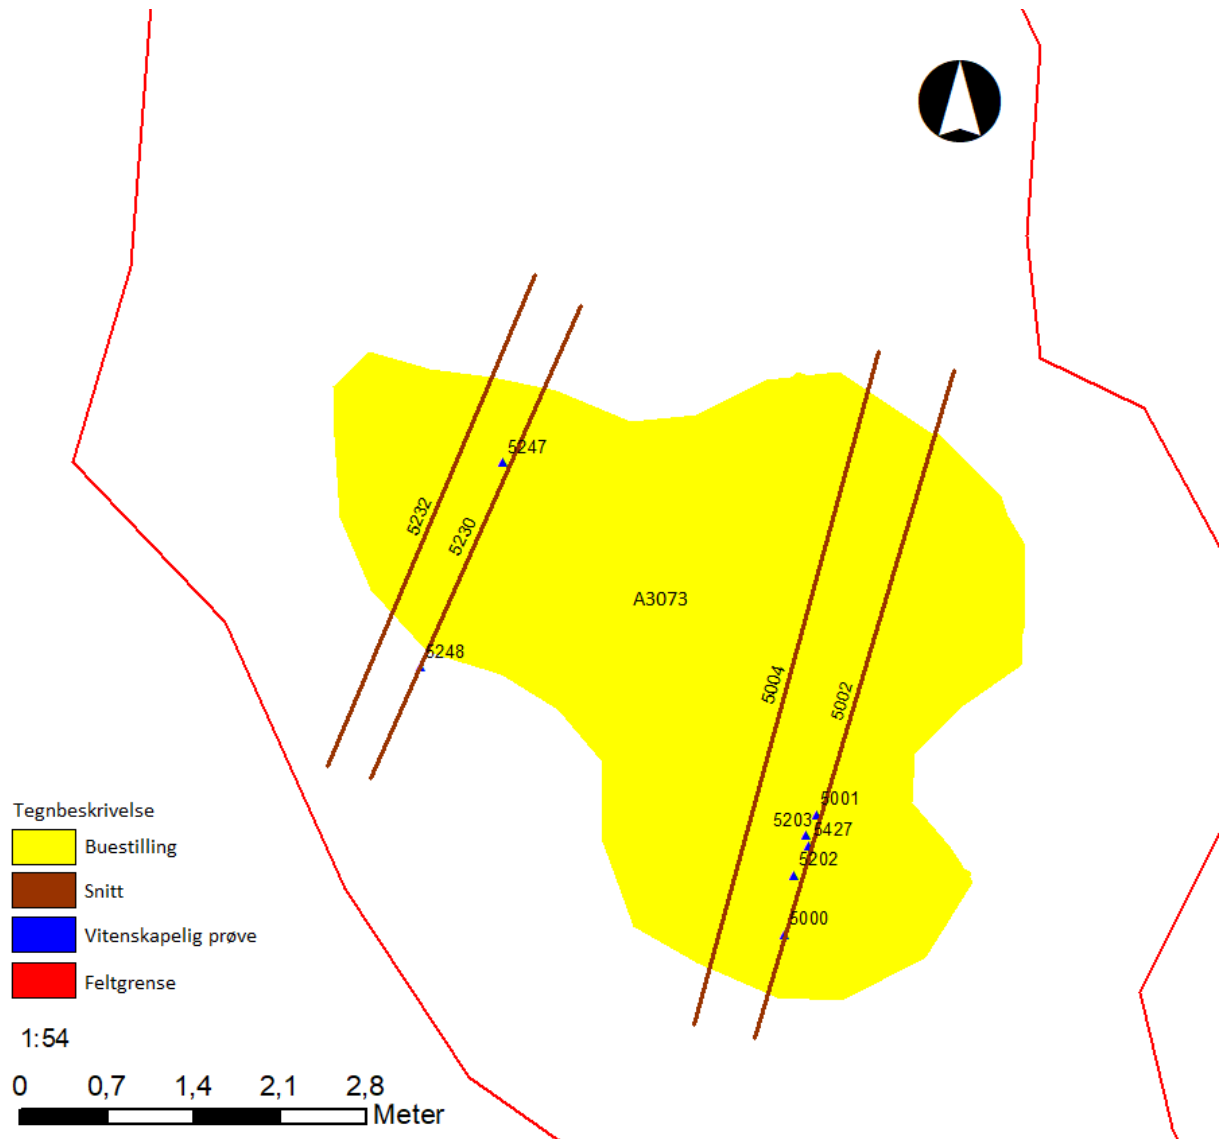 5247
5232
5230
A3073
5248
5004
5002
5001
5203
5427
5202
5000
Tegnbeskrivelse
Buestilling
Snitt
Vitenskapelig prøve
Feltgrense
1:54
0 0,7 1,4 2,1 2,8
Meter